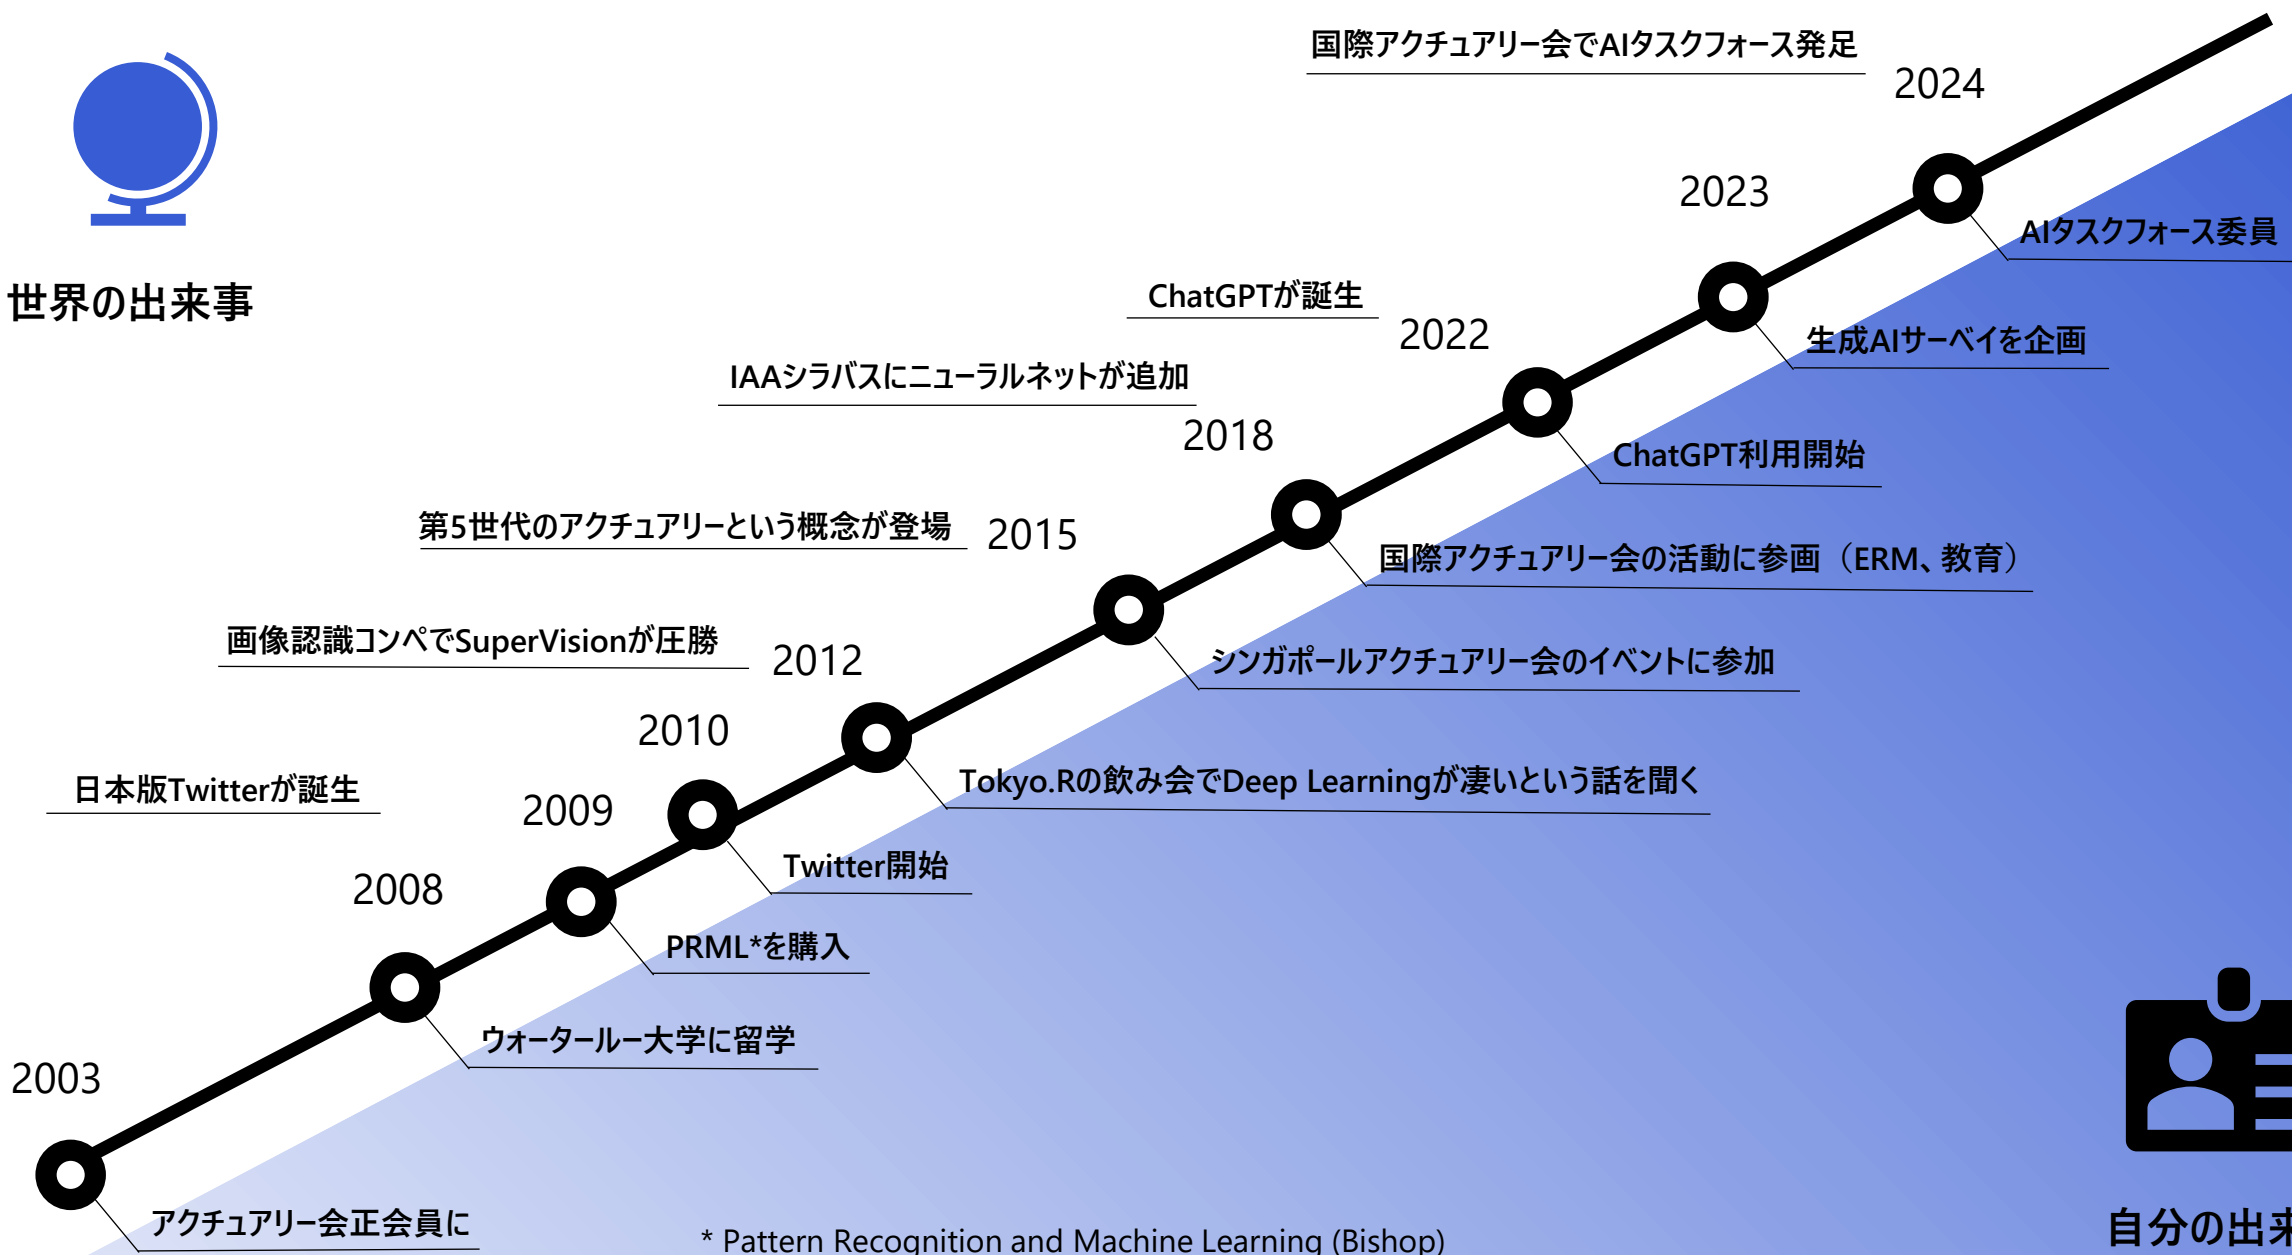 国際アクチュアリー会でAIタスクフォース発足
2024
2023
AIタスクフォース委員
世界の出来事
ChatGPTが誕生
2022
生成AIサーベイを企画
IAAシラバスにニューラルネットが追加
2018
ChatGPT利用開始
第5世代のアクチュアリーという概念が登場
2015
国際アクチュアリー会の活動に参画（ERM、教育）
画像認識コンペでSuperVisionが圧勝
2012
シンガポールアクチュアリー会のイベントに参加
2010
日本版Twitterが誕生
2009
Tokyo.Rの飲み会でDeep Learningが凄いという話を聞く
2008
Twitter開始
PRML*を購入
ウォータールー大学に留学
2003
アクチュアリー会正会員に
* Pattern Recognition and Machine Learning (Bishop)
自分の出来